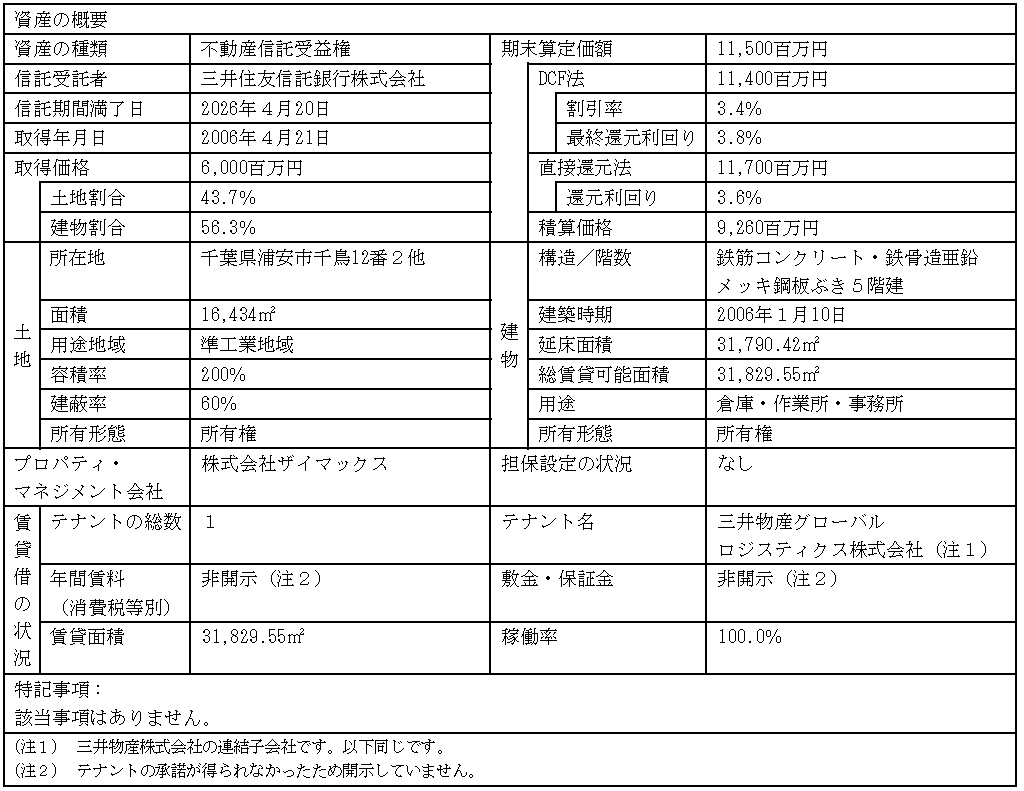 資産の概要
資産の種類 不動産信託受益権 期末算定価額 11,500百万円
信託受託者 三井住友信託銀行株式会社 DCF法 11,400百万円
信託期間満了日 2026年４月20日 割引率 3.4%
取得年月日 2006年４月21日 最終還元利回り 3.8%
取得価格 6,000百万円 直接還元法 11,700百万円
土地割合 43.7% 還元利回り 3.6%
建物割合 56.3% 積算価格 9,260百万円
土地 所在地 千葉県浦安市千鳥12番２他 建物 構造／階数 鉄筋コンクリート・鉄骨造亜鉛
メッキ鋼板ぶき５階建
面積 16,434㎡ 建築時期 2006年１月10日
用途地域 準工業地域 延床面積 31,790.42㎡
容積率 200% 総賃貸可能面積 31,829.55㎡
建蔽率 60% 用途 倉庫・作業所・事務所
所有形態 所有権 所有形態 所有権
プロパティ・ 株式会社ザイマックス 担保設定の状況 なし
マネジメント会社
賃貸借の状況 テナントの総数 １ テナント名 三井物産グローバル
ロジスティクス株式会社（注１）
年間賃料 非開示（注２） 敷金・保証金 非開示（注２）
（消費税等別）
賃貸面積 31,829.55㎡ 稼働率 100.0%
特記事項：
該当事項はありません。
（注１） 三井物産株式会社の連結子会社です。以下同じです。
（注２） テナントの承諾が得られなかったため開示していません。